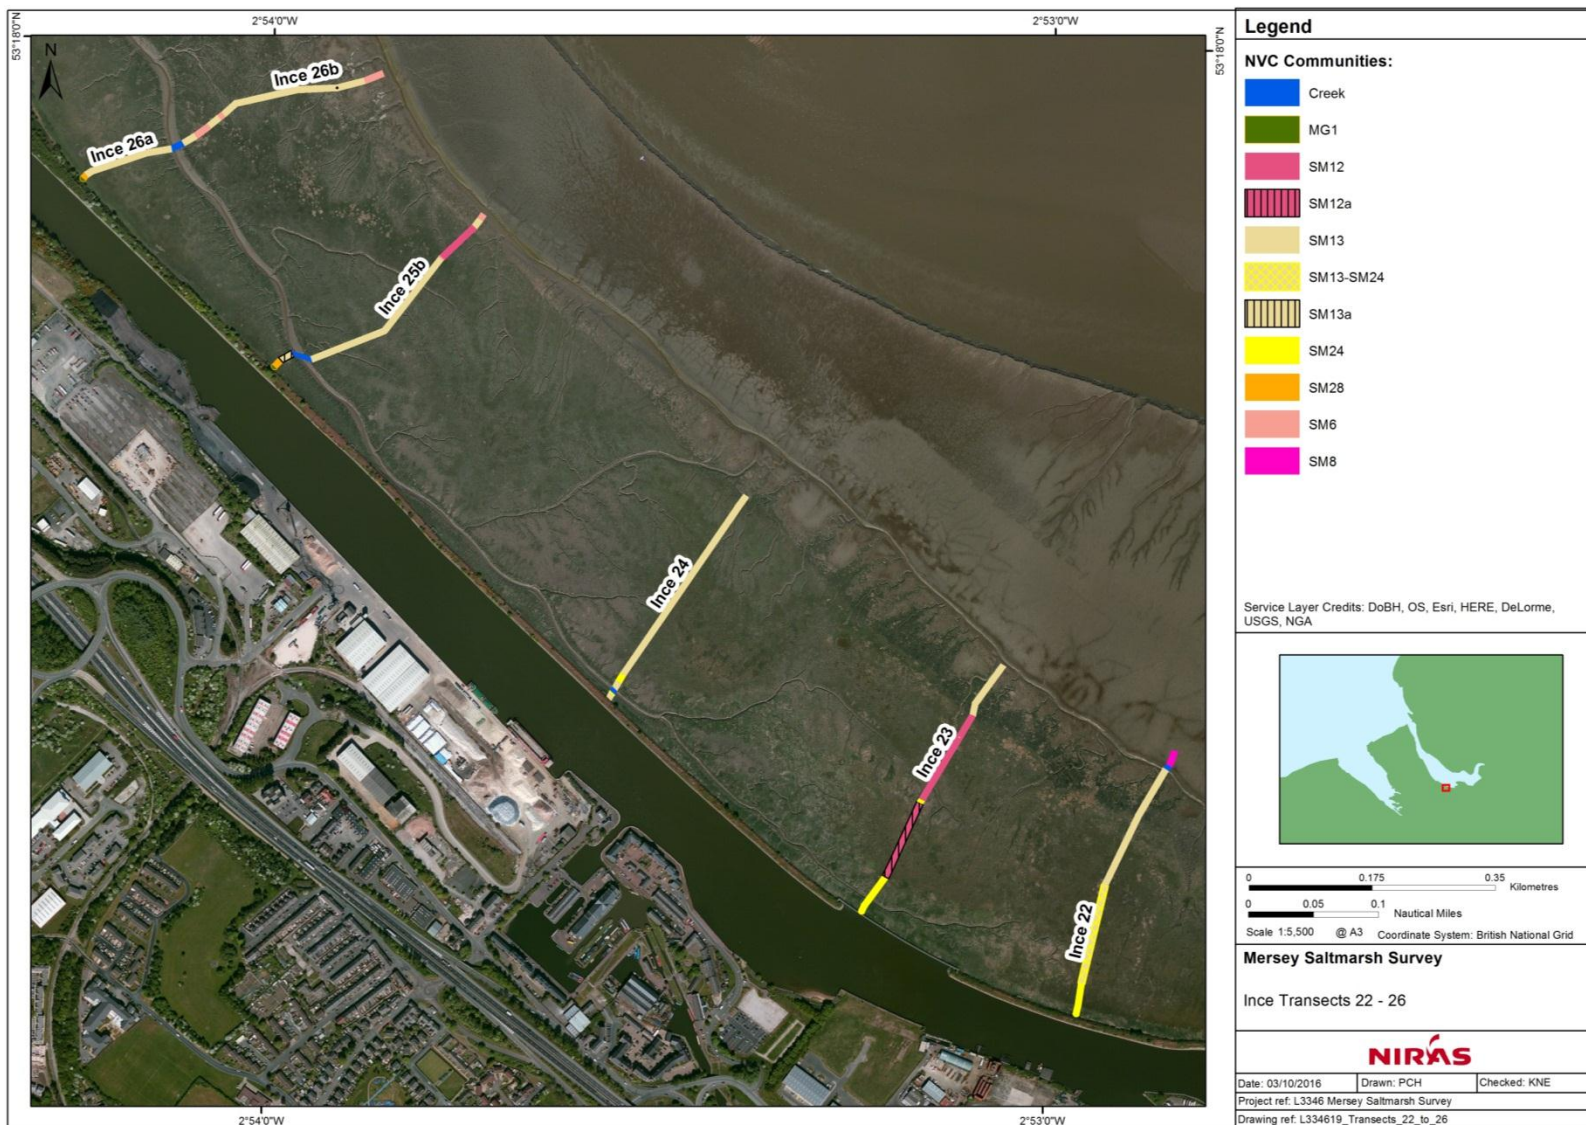 2°54'0"W
2°53'0"W
53°18'0"N
53°18'0"N
N
Ince 26b
Ince 26a
Ince 25b
Ince 24
Ince 23
Ince 22
2°54'0"W
2°53'0"W
Legend
NVC Communities:
Creek
MG1
SM12
SM12a
SM13
SM13-SM24
SM13a
SM24
SM28
SM6
SM8
Service Layer Credits: DoBH, OS, Esri, HERE, DeLorme,
USGS, NGA
0 0.175 0.35
Kilometres
0 0.05 0.1
Nautical Miles
Scale 1:5,500 @ A3 Coordinate System: British National Grid
Mersey Saltmarsh Survey
Ince Transects 22 - 26
NIRAS
Date: 03/10/2016 Drawn: PCH Checked: KNE
Project ref: L3346 Mersey Saltmarsh Survey
Drawing ref: L334619_Transects_22_to_26